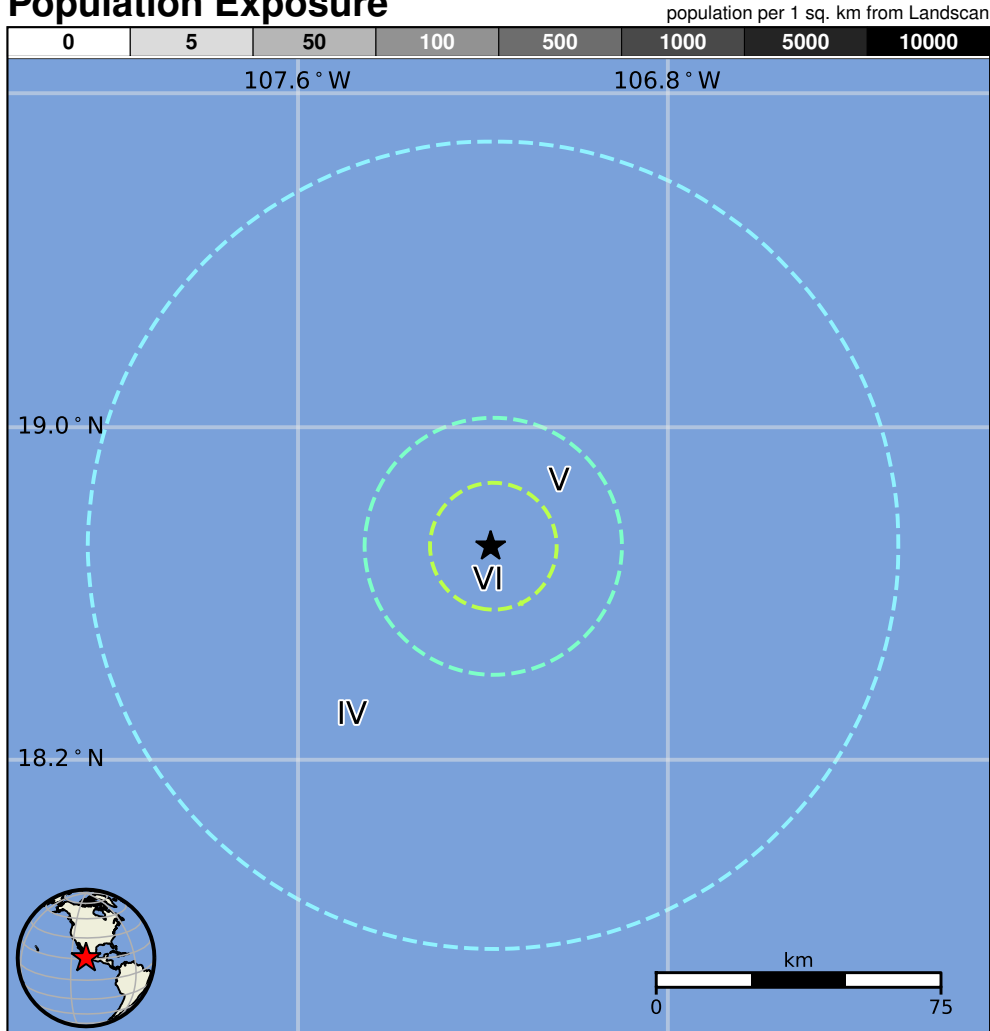 Population Exposure
population per 1 sq. km from Landscan
0 5 50 100 500 1000 5000 10000
107.6°W 106.8°W
19.0°N
V
VI
IV
18.2°N
km
0 75